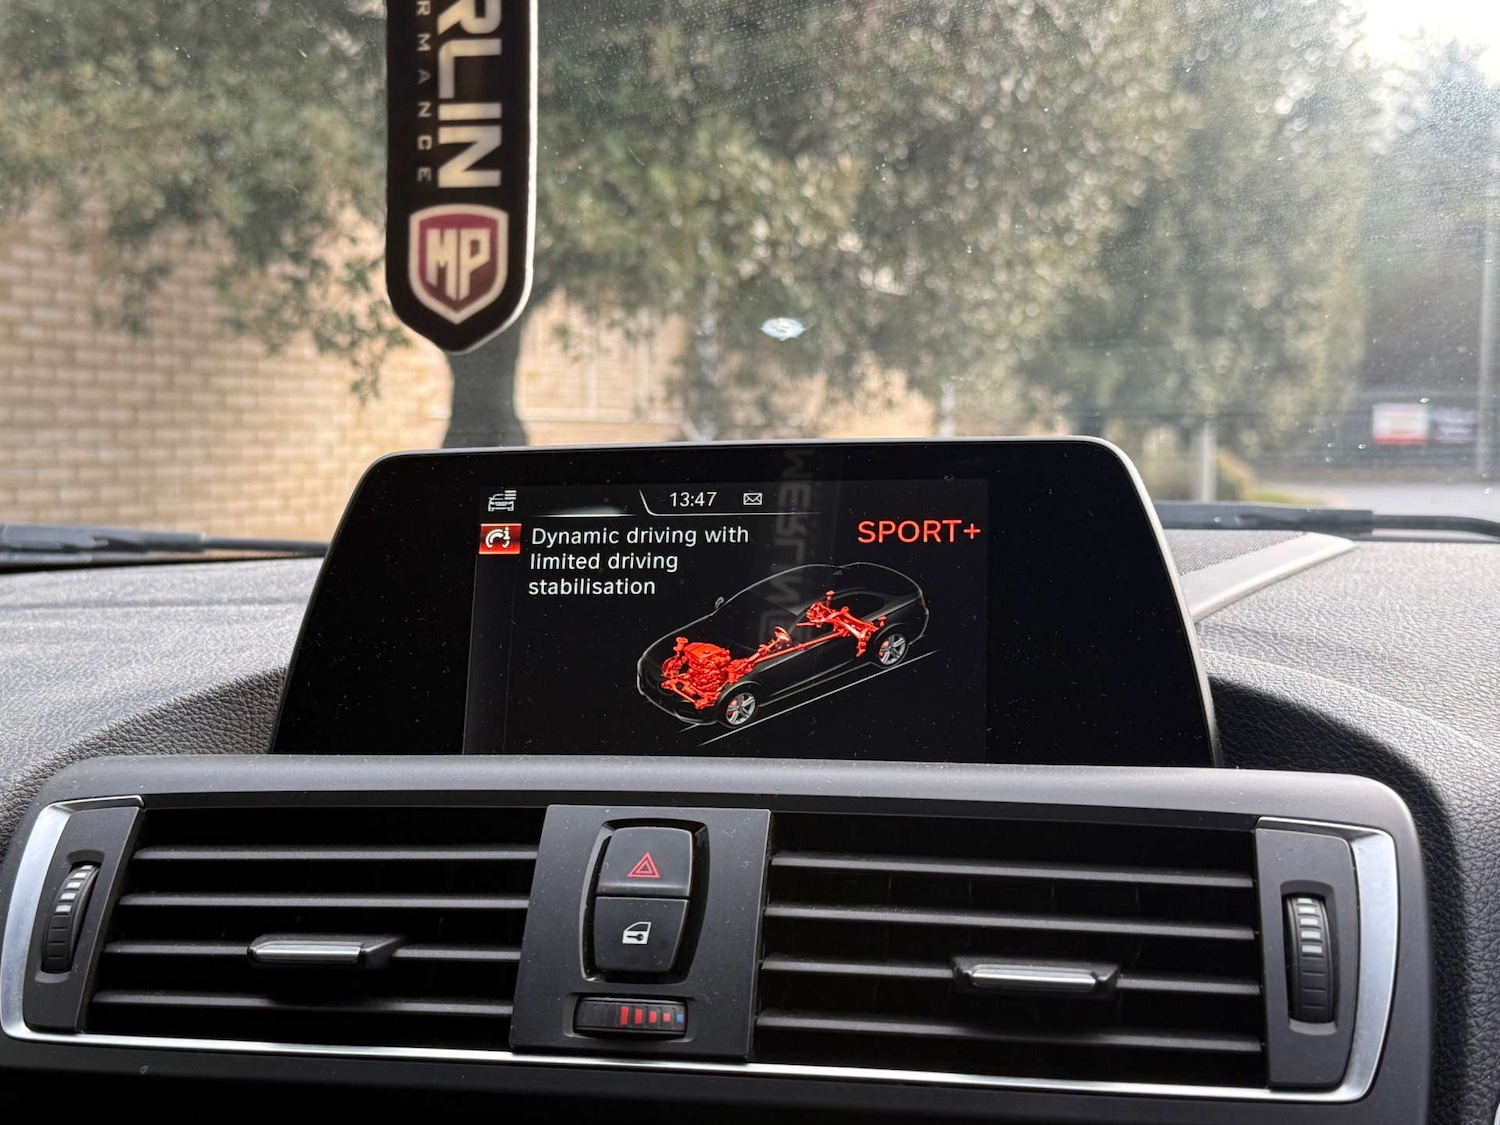 RLIN
RMANCE
MP
13:47
Dynamic driving with
limited driving
stabilisation
SPORT+